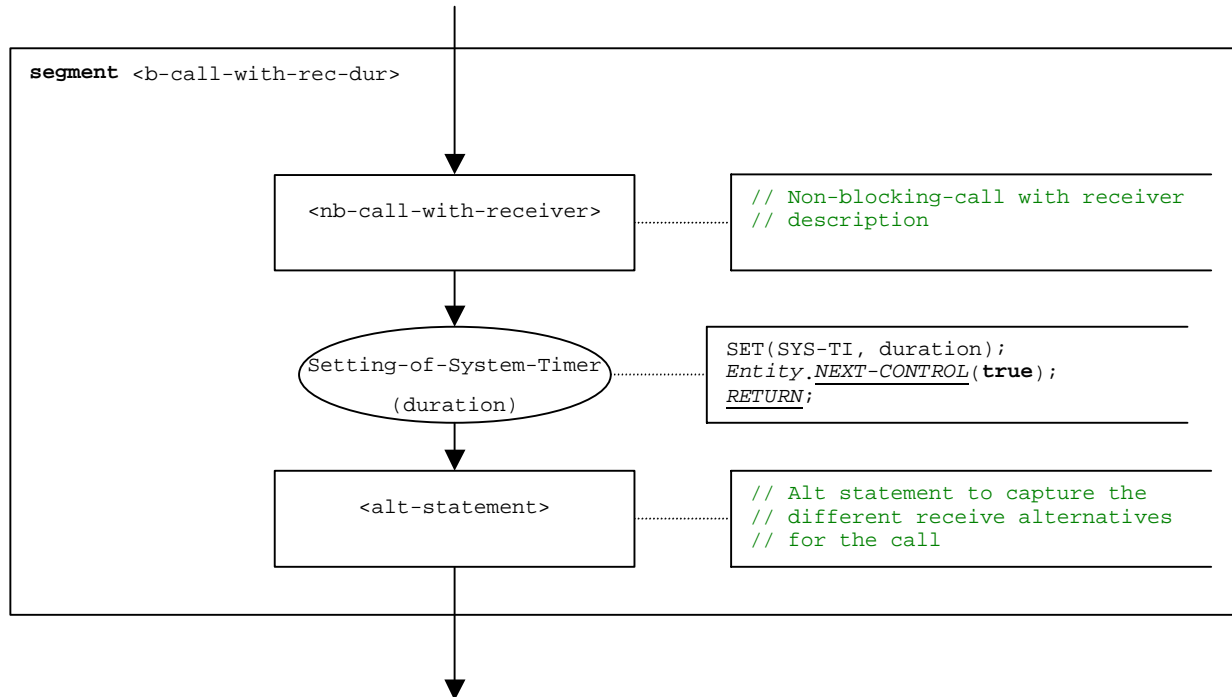 segment <b-call-with-rec-dur>
<nb-call-with-receiver>
// Non-blocking-call with receiver
// description
Setting-of-System-Timer
(duration)
SET(SYS-TI, duration);
Entity.NEXT-CONTROL(true);
RETURN;
<alt-statement>
// Alt statement to capture the
// different receive alternatives
// for the call